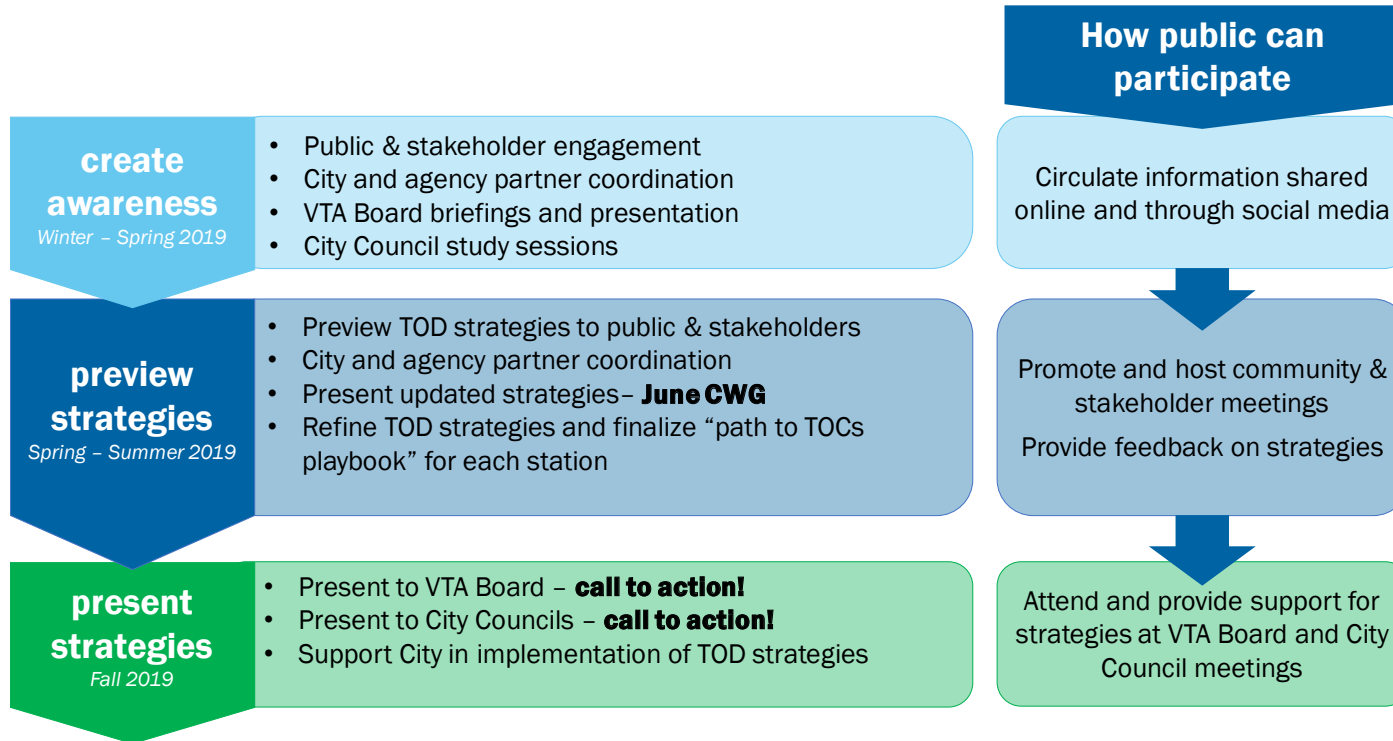 How public can
participate
create
awareness
Winter – Spring 2019
• Public & stakeholder engagement
• City and agency partner coordination
• VTA Board briefings and presentation
• City Council study sessions
Circulate information shared
online and through social media
preview
strategies
Spring – Summer 2019
• Preview TOD strategies to public & stakeholders
• City and agency partner coordination
• Present updated strategies– June CWG
• Refine TOD strategies and finalize “path to TOCs
playbook” for each station
Promote and host community &
stakeholder meetings
Provide feedback on strategies
present
strategies
Fall 2019
• Present to VTA Board – call to action!
• Present to City Councils – call to action!
• Support City in implementation of TOD strategies
Attend and provide support for
strategies at VTA Board and City
Council meetings